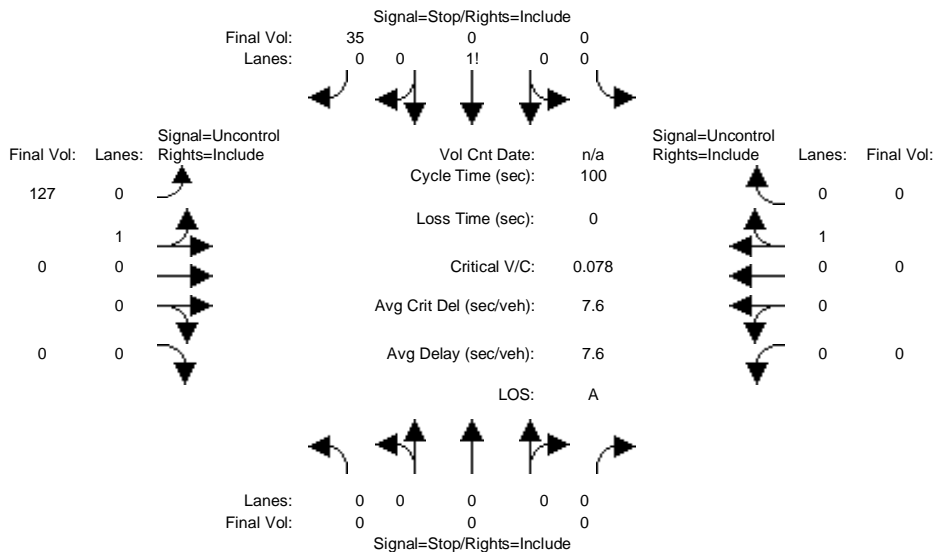 Signal=Stop/Rights=Include
Final Vol: 35 0 0
Lanes: 0 0 1! 0 0
Signal=Uncontrol Signal=Uncontrol
Final Vol: Lanes: Rights=Include Vol Cnt Date: n/a Rights=Include Lanes: Final Vol:
Cycle Time (sec): 100
127 0 0 0
Loss Time (sec): 0
1 1
0 0 Critical V/C: 0.078 0 0
0 Avg Crit Del (sec/veh): 7.6 0
0 0 Avg Delay (sec/veh): 7.6 0 0
LOS: A
Lanes: 0 0 0 0 0
Final Vol: 0 0 0
Signal=Stop/Rights=Include